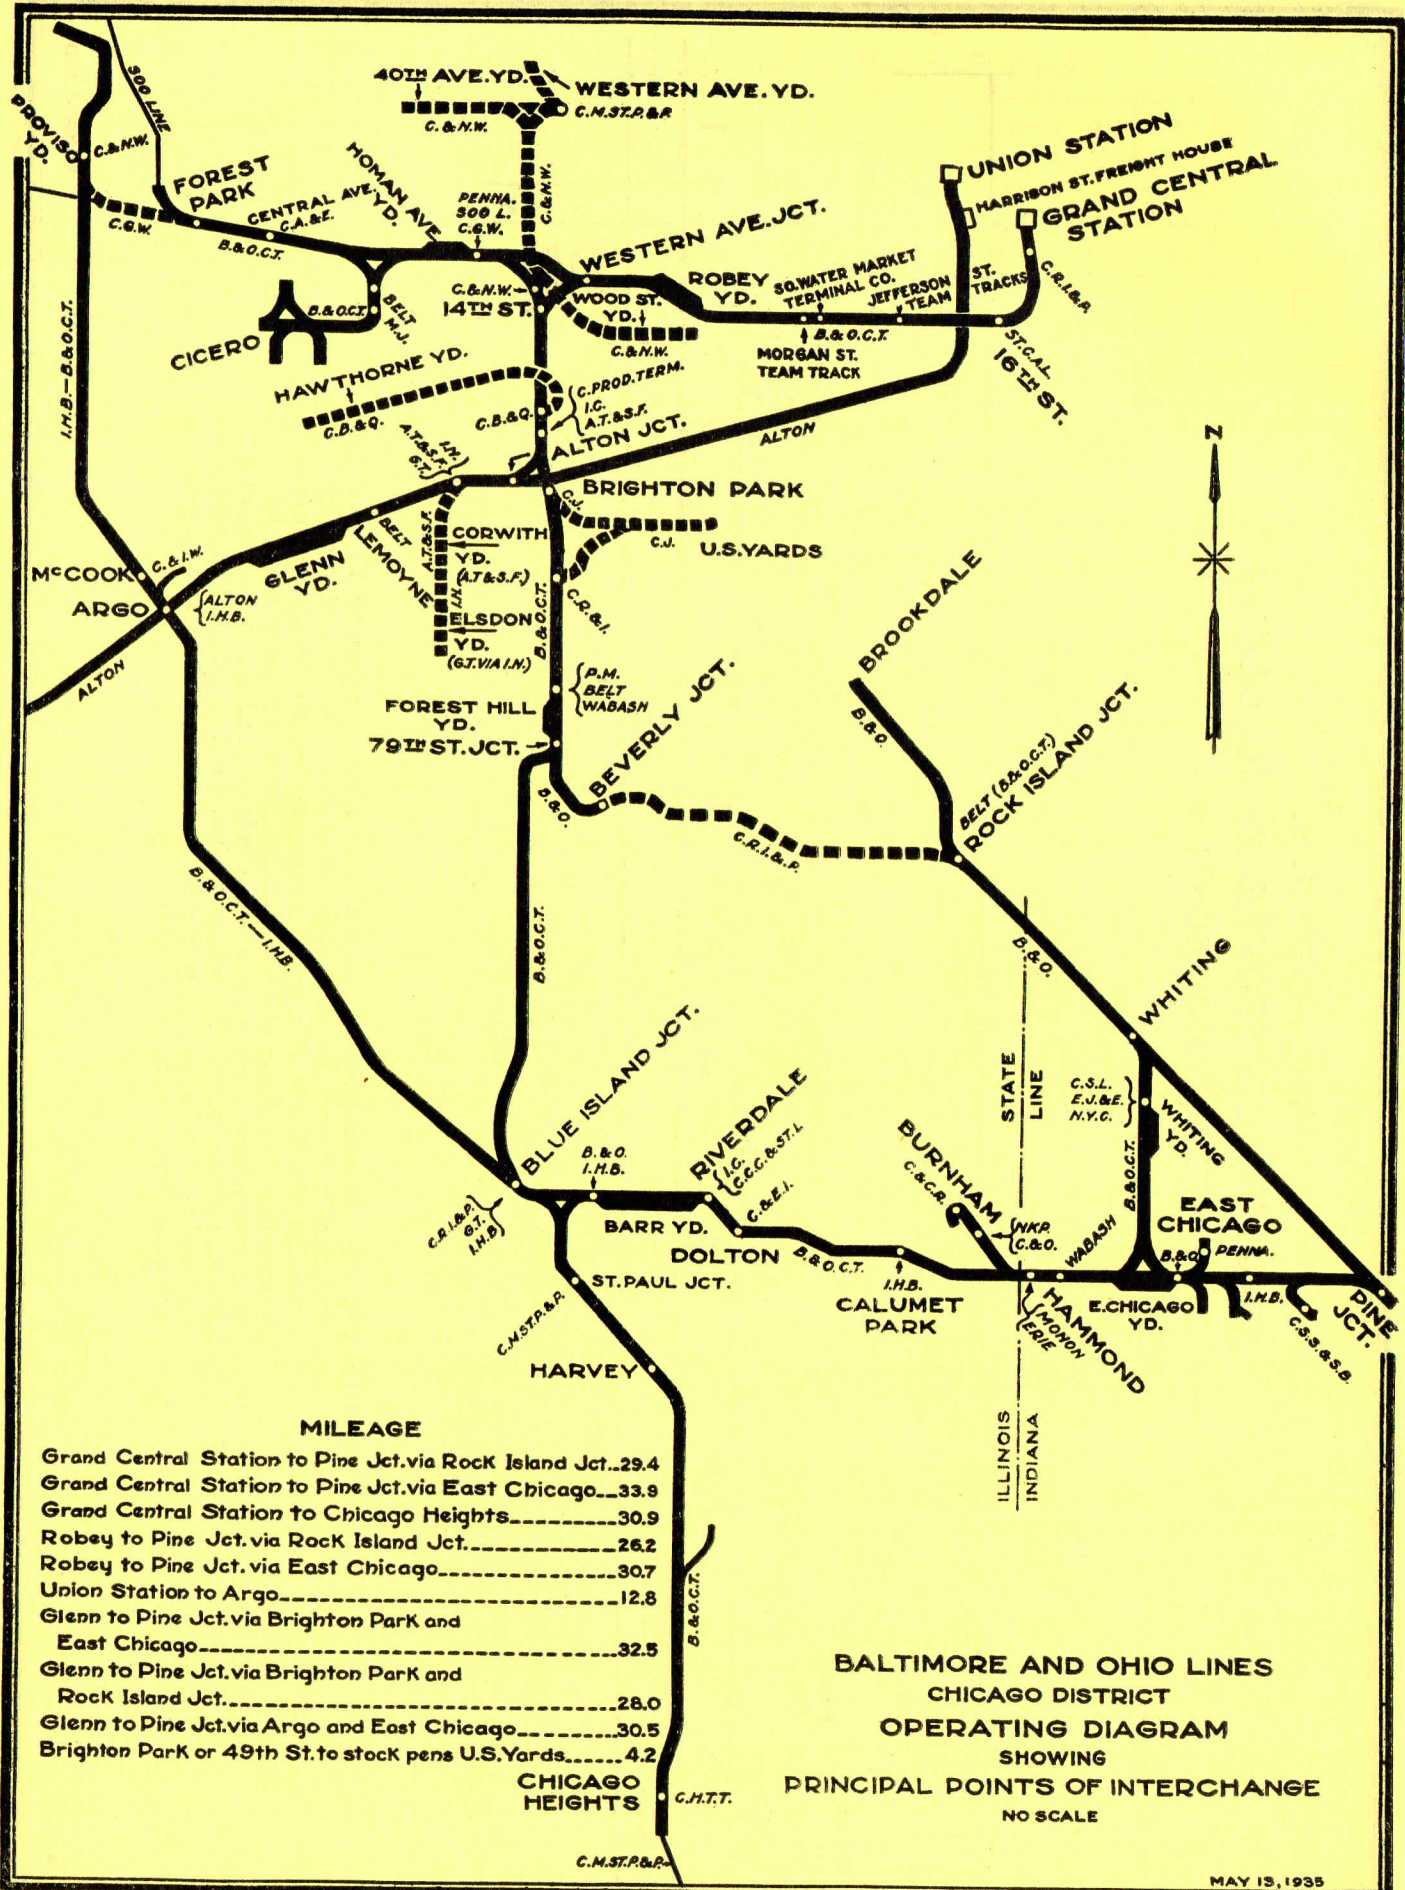 SOO LINE
PROVISO
YD.
C.&N.W.
40TH AVE.YD.
C.&N.W.
WESTERN AVE.YD.
C.M.ST.P.&P.
FOREST
PARK
C.G.W.
B.&O.C.T.
CENTRAL AVE.
C.A.&E.
HOMAN AVE.
YD.
PENNA.
SOO L.
C.G.W.
C.&N.W.
WESTERN AVE.JCT.
UNION STATION
HARRISON ST.FREIGHT HOUSE
GRAND CENTRAL
STATION
C.R.I.&P.
ROBEY
YD.
SO.WATER MARKET
TERMINAL CO.
JEFFERSON ST.
TEAM TRACKS
B.&O.C.T.
MORGAN ST.
TEAM TRACK
ST.C.A.L.
16TH ST.
C.&N.W.
14TH ST.
WOOD ST.
YD.
C.&N.W.
B.&O.C.T.
BELT
M.J.
CICERO
HAWTHORNE YD.
C.B.&Q.
C.B.&Q.
C.PROD.TERM.
I.C.
A.T.&S.F.
ALTON JCT.
ALTON
I.N.
A.T.&S.F.
G.T.
BRIGHTON PARK
C.J.
C.J.
U.S.YARDS
I.H.B.—B.&O.C.T.
BELT
LEMOYNE
GLENN
YD.
A.T.&S.F.
I.N.
CORWITH
YD.
(A.T.&S.F.)
ELSDON
YD.
(G.T.VIA I.N.)
B.&O.C.T.
C.R.&I.
McCOOK
C.&I.W.
ARGO
ALTON
I.H.B.
ALTON
P.M.
BELT
WABASH
FOREST HILL
YD.
79TH ST.JCT.
BEVERLY JCT.
B.&O.
C.R.I.&P.
BROOKDALE
B.&O.
BELT (B.&O.C.T.)
ROCK ISLAND JCT.
N
B.&O.C.T.—I.H.B.
B.&O.C.T.
B.&O.
WHITING
STATE
LINE
C.S.L.
E.J.&E.
N.Y.C.
WHITING
YD.
B.&O.C.T.
BLUE ISLAND JCT.
C.R.I.&P.
G.T.
I.H.B.
B.&O.
I.H.B.
BARR YD.
RIVERDALE
I.C.
C.C.C.&ST.L
C.&E.I.
DOLTON
B.&O.C.T.
I.H.B.
CALUMET
PARK
BURNHAM
C.&C.R.
NKP.
C.&O.
WABASH
HAMMOND
MONON
ERIE
EAST
CHICAGO
B.&O.
PENNA.
E.CHICAGO
YD.
I.H.B.
C.S.S.&S.B.
PINE
JCT.
ST.PAUL JCT.
C.M.ST.P.&P.
HARVEY
ILLINOIS
INDIANA
B.&O.C.T.
MILEAGE
Grand Central Station to Pine Jct.via Rock Island Jct..29.4
Grand Central Station to Pine Jct.via East Chicago..33.9
Grand Central Station to Chicago Heights----------30.9
Robey to Pine Jct.via Rock Island Jct.-------------26.2
Robey to Pine Jct.via East Chicago----------------30.7
Union Station to Argo------------------------------12.8
Glenn to Pine Jct.via Brighton Park and
East Chicago-------------------------------------32.5
Glenn to Pine Jct.via Brighton Park and
Rock Island Jct.-----------------------------------28.0
Glenn to Pine Jct.via Argo and East Chicago---------30.5
Brighton Park or 49th St.to stock pens U.S.Yards......4.2
CHICAGO
HEIGHTS
C.H.T.T.
C.M.ST.P.&P.
BALTIMORE AND OHIO LINES
CHICAGO DISTRICT
OPERATING DIAGRAM
SHOWING
PRINCIPAL POINTS OF INTERCHANGE
NO SCALE
MAY 13, 1935